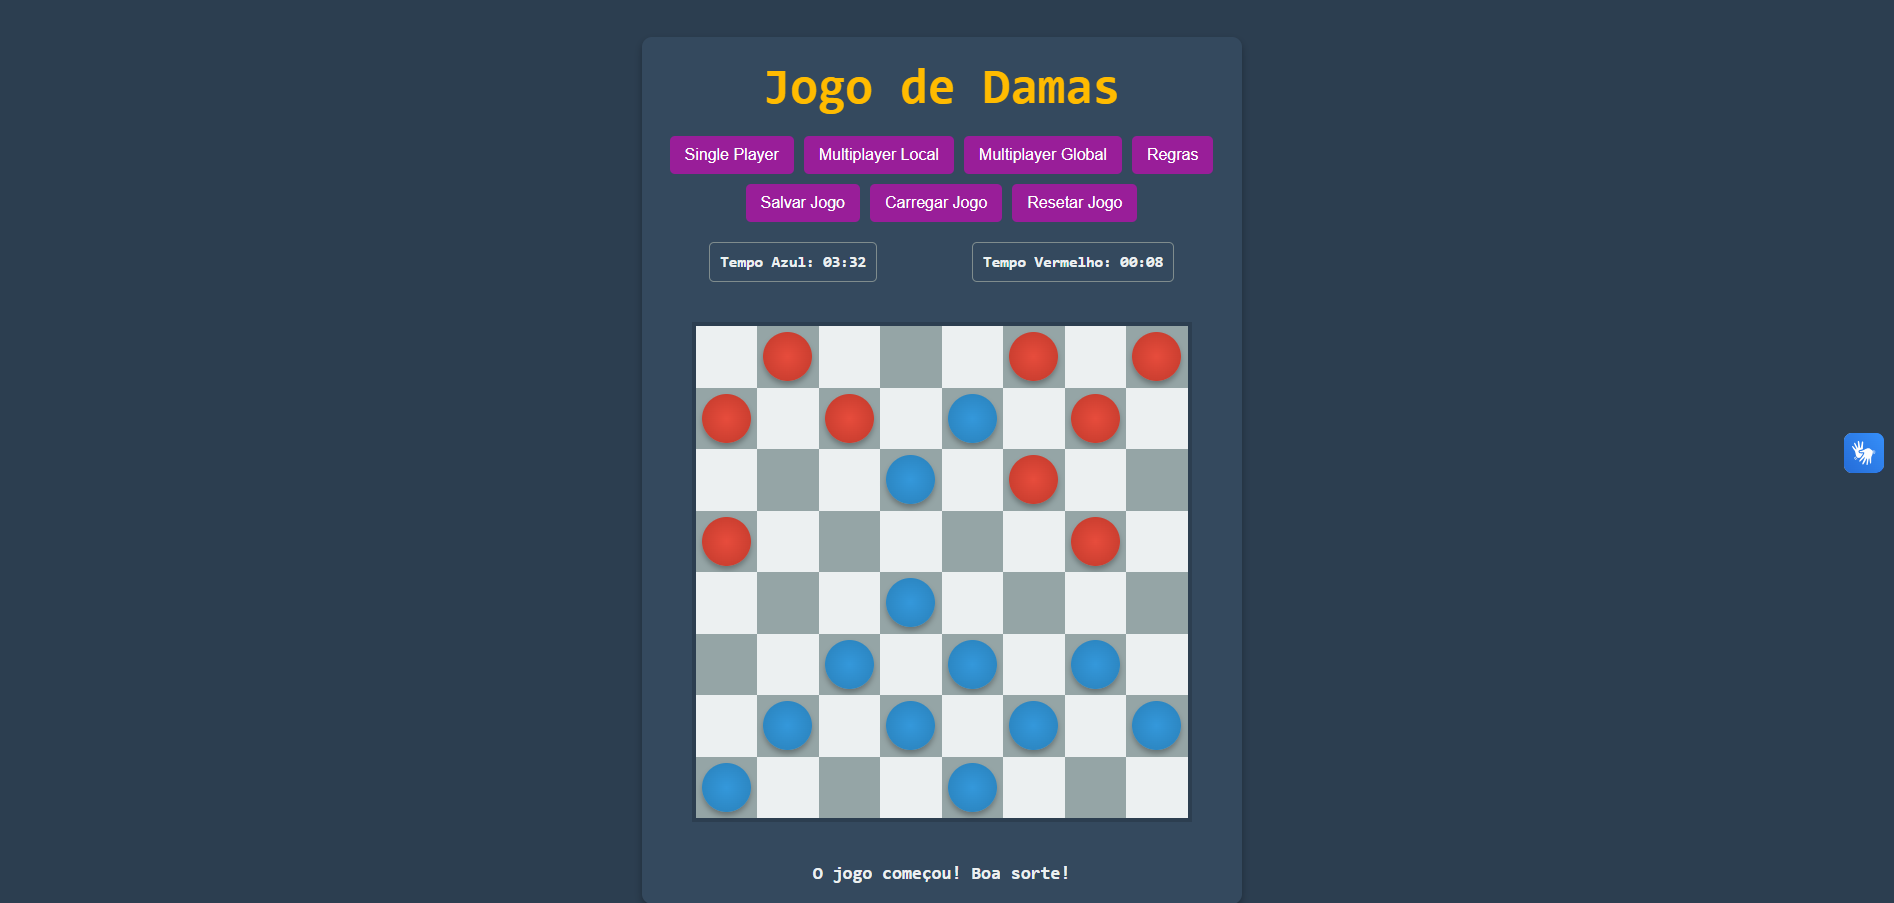 Jogo de Damas
Single Player
Multiplayer Local
Multiplayer Global
Regras
Salvar Jogo
Carregar Jogo
Resetar Jogo
Tempo Azul: 03:32
Tempo Vermelho: 00:08
O jogo começou! Boa sorte!